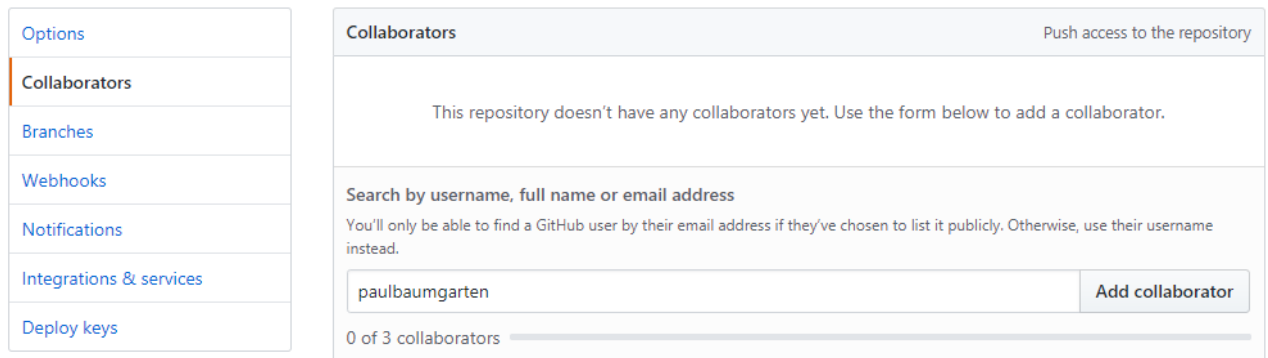 Options
Collaborators
Branches
Webhooks
Notifications
Integrations & services
Deploy keys
Collaborators
Push access to the repository
This repository doesn't have any collaborators yet. Use the form below to add a collaborator.
Search by username, full name or email address
You'll only be able to find a GitHub user by their email address if they've chosen to list it publicly. Otherwise, use their username
instead.
paulbaumgarten
Add collaborator
0 of 3 collaborators